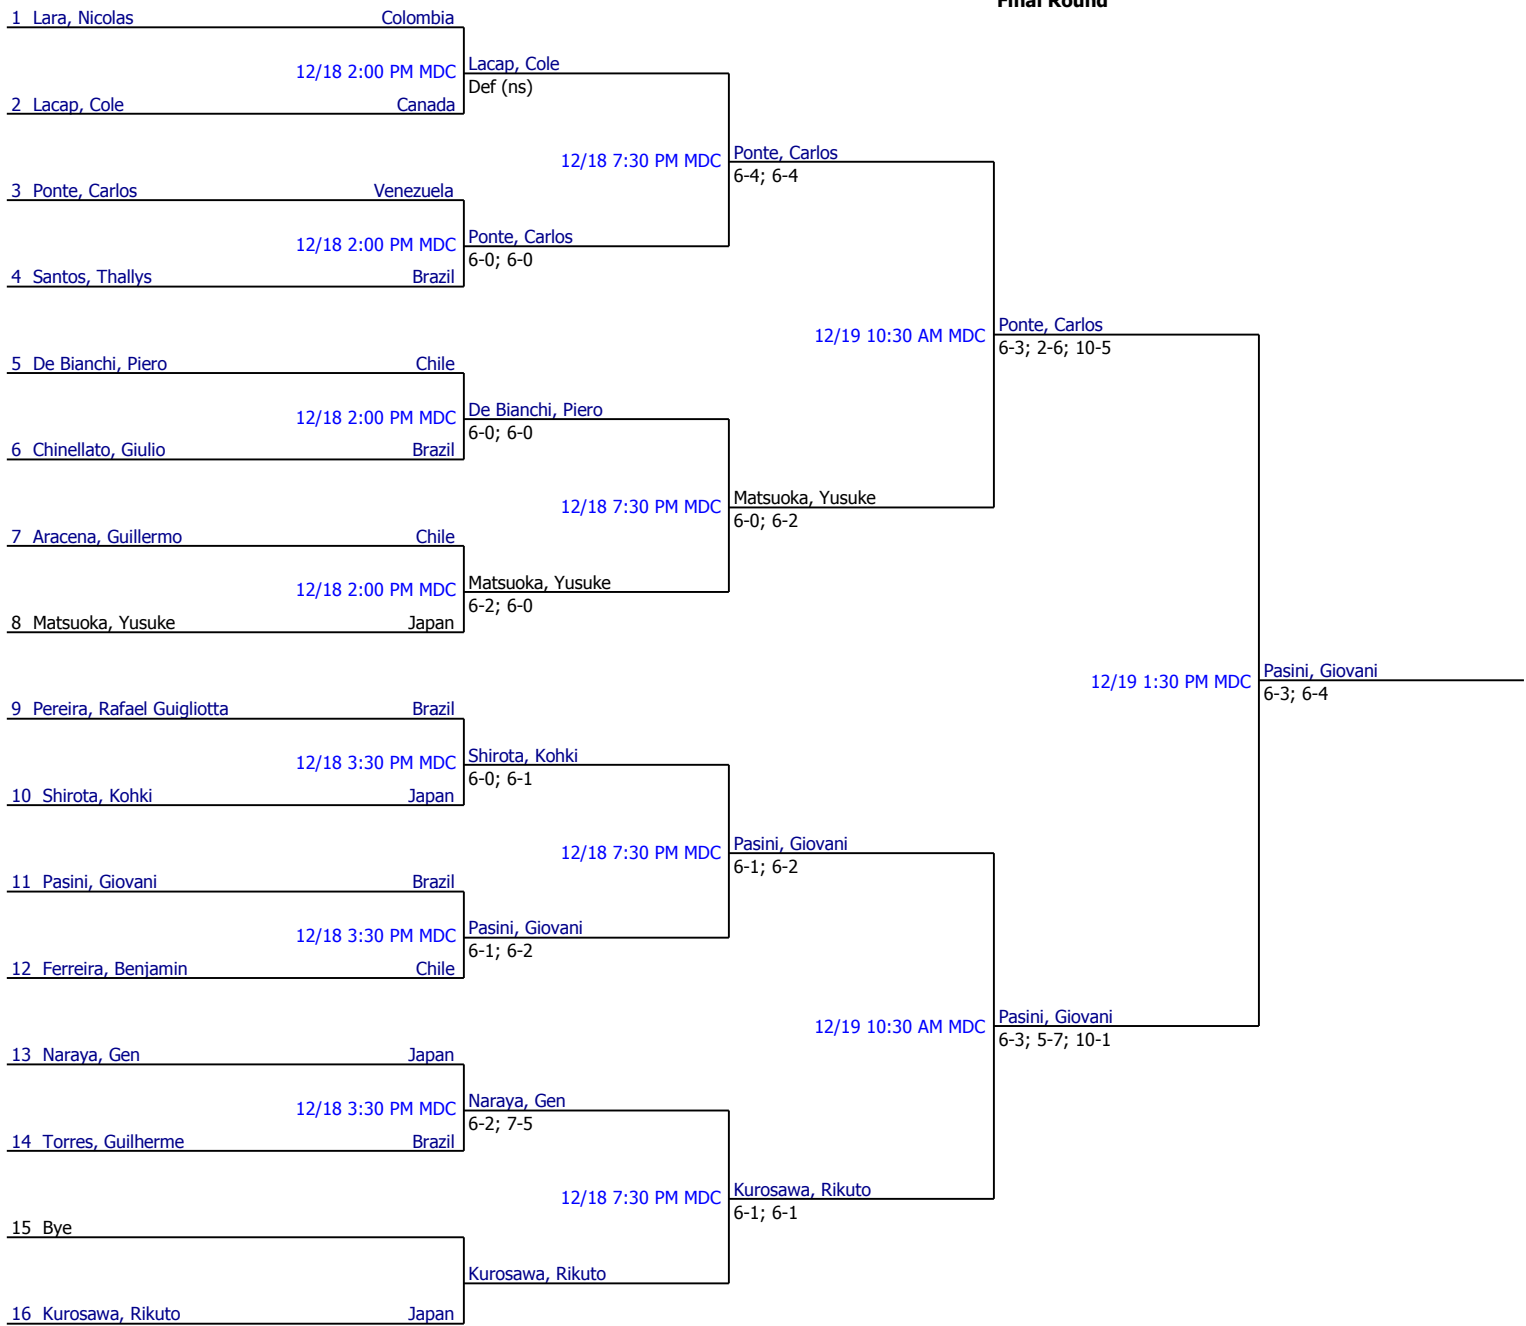 Final Round
1 Lara, Nicolas Colombia
12/18 2:00 PM MDC Lacap, Cole
Def (ns)
2 Lacap, Cole Canada
12/18 7:30 PM MDC Ponte, Carlos
6-4; 6-4
3 Ponte, Carlos Venezuela
12/18 2:00 PM MDC Ponte, Carlos
6-0; 6-0
4 Santos, Thallys Brazil
12/19 10:30 AM MDC Ponte, Carlos
6-3; 2-6; 10-5
5 De Bianchi, Piero Chile
12/18 2:00 PM MDC De Bianchi, Piero
6-0; 6-0
6 Chinellato, Giulio Brazil
12/18 7:30 PM MDC Matsuoka, Yusuke
6-0; 6-2
7 Aracena, Guillermo Chile
12/18 2:00 PM MDC Matsuoka, Yusuke
6-2; 6-0
8 Matsuoka, Yusuke Japan
12/19 1:30 PM MDC Pasini, Giovani
6-3; 6-4
9 Pereira, Rafael Guigliotta Brazil
12/18 3:30 PM MDC Shirota, Kohki
6-0; 6-1
10 Shirota, Kohki Japan
12/18 7:30 PM MDC Pasini, Giovani
6-1; 6-2
11 Pasini, Giovani Brazil
12/18 3:30 PM MDC Pasini, Giovani
6-1; 6-2
12 Ferreira, Benjamin Chile
12/19 10:30 AM MDC Pasini, Giovani
6-3; 5-7; 10-1
13 Naraya, Gen Japan
12/18 3:30 PM MDC Naraya, Gen
6-2; 7-5
14 Torres, Guilherme Brazil
12/18 7:30 PM MDC Kurosawa, Rikuto
6-1; 6-1
15 Bye
Kurosawa, Rikuto
16 Kurosawa, Rikuto Japan